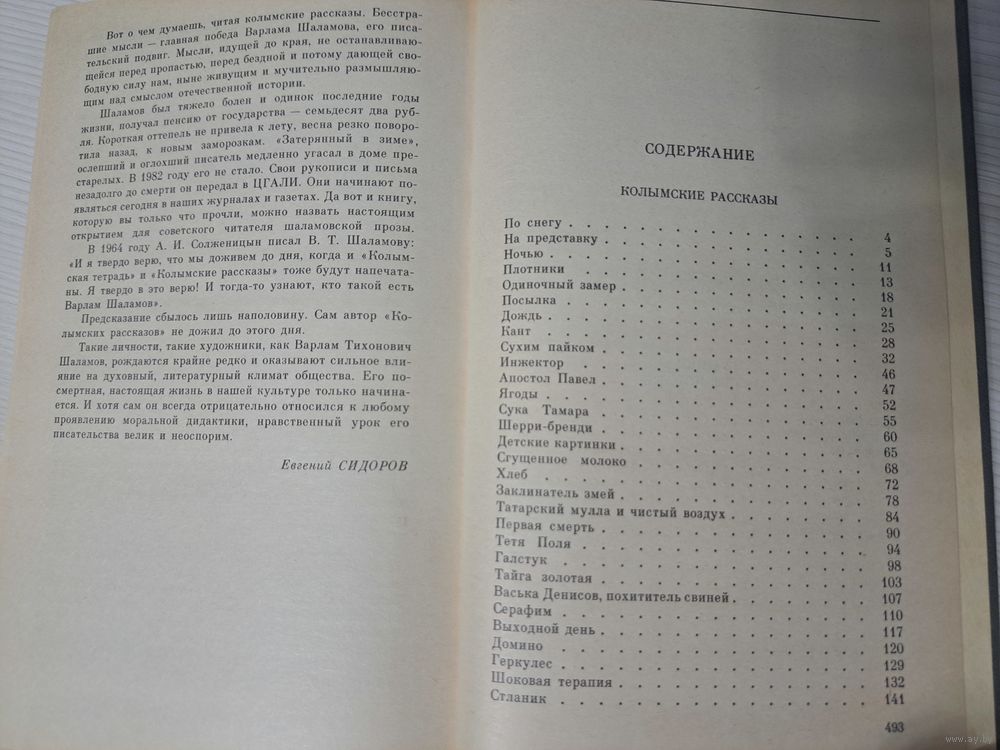 Вот о чем думаешь, читая колымские рассказы. Бесстра-
шие мысли — главная победа Варлама Шаламова, его писа-
тельский подвиг. Мысли, идущей до края, не останавливаю-
щейся перед пропастью, перед бездной и потому дающей сво-
бодную силу нам, ныне живущим и мучительно размышляю-
щим над смыслом отечественной истории.
Шаламов был тяжело болен и одинок последние годы
жизни, получал пенсию от государства — семьдесят два руб-
ля. Короткая оттепель не привела к лету, весна резко поворо-
тила назад, к новым заморозкам. «Затерянный в зиме»,
ослепший и оглохший писатель медленно угасал в доме пре-
старелых. В 1982 году его не стало. Свои рукописи и письма
незадолго до смерти он передал в ЦГАЛИ. Они начинают по-
являться сегодня в наших журналах и газетах. Да вот и книгу,
которую вы только что прочли, можно назвать настоящим
открытием для советского читателя шаламовской прозы.
В 1964 году А. И. Солженицын писал В. Т. Шаламову:
«И я твердо верю, что мы доживем до дня, когда и «Колым-
ская тетрадь» и «Колымские рассказы» тоже будут напечата-
ны. Я твердо в это верю! И тогда-то узнают, кто такой есть
Варлам Шаламов».
Предсказание сбылось лишь наполовину. Сам автор «Ко-
лымских рассказов» не дожил до этого дня.
Такие личности, такие художники, как Варлам Тихонович
Шаламов, рождаются крайне редко и оказывают сильное вли-
яние на духовный, литературный климат общества. Его по-
смертная, настоящая жизнь в нашей культуре только начина-
ется. И хотя сам он всегда отрицательно относился к любому
проявлению моральной дидактики, нравственный урок его
писательства велик и неоспорим.
Евгений СИДОРОВ
СОДЕРЖАНИЕ
КОЛЫМСКИЕ РАССКАЗЫ
По снегу . . . . . . . . . . . . . . . 4
На представку . . . . . . . . . . . . . . 5
Ночью . . . . . . . . . . . . . . . . 11
Плотники . . . . . . . . . . . . . . . 13
Одиночный замер . . . . . . . . . . . . . 18
Посылка . . . . . . . . . . . . . . . 21
Дождь . . . . . . . . . . . . . . . . 25
Кант . . . . . . . . . . . . . . . . 28
Сухим пайком . . . . . . . . . . . . . . 32
Инжектор . . . . . . . . . . . . . . . 46
Апостол Павел . . . . . . . . . . . . . . 47
Ягоды . . . . . . . . . . . . . . . . 52
Сука Тамара . . . . . . . . . . . . . . 55
Шерри-бренди . . . . . . . . . . . . . . 60
Детские картинки . . . . . . . . . . . . . 65
Сгущенное молоко . . . . . . . . . . . . . 68
Хлеб . . . . . . . . . . . . . . . . 72
Заклинатель змей . . . . . . . . . . . . . 78
Татарский мулла и чистый воздух . . . . . . . . 84
Первая смерть . . . . . . . . . . . . . . 90
Тетя Поля . . . . . . . . . . . . . . . 94
Галстук . . . . . . . . . . . . . . . 98
Тайга золотая . . . . . . . . . . . . . . 103
Васька Денисов, похититель свиней . . . . . . . . 107
Серафим . . . . . . . . . . . . . . . 110
Выходной день . . . . . . . . . . . . . . 117
Домино . . . . . . . . . . . . . . . 120
Геркулес . . . . . . . . . . . . . . . 129
Шоковая терапия . . . . . . . . . . . . . 132
Стланик . . . . . . . . . . . . . . . 141
493
www.ay.by